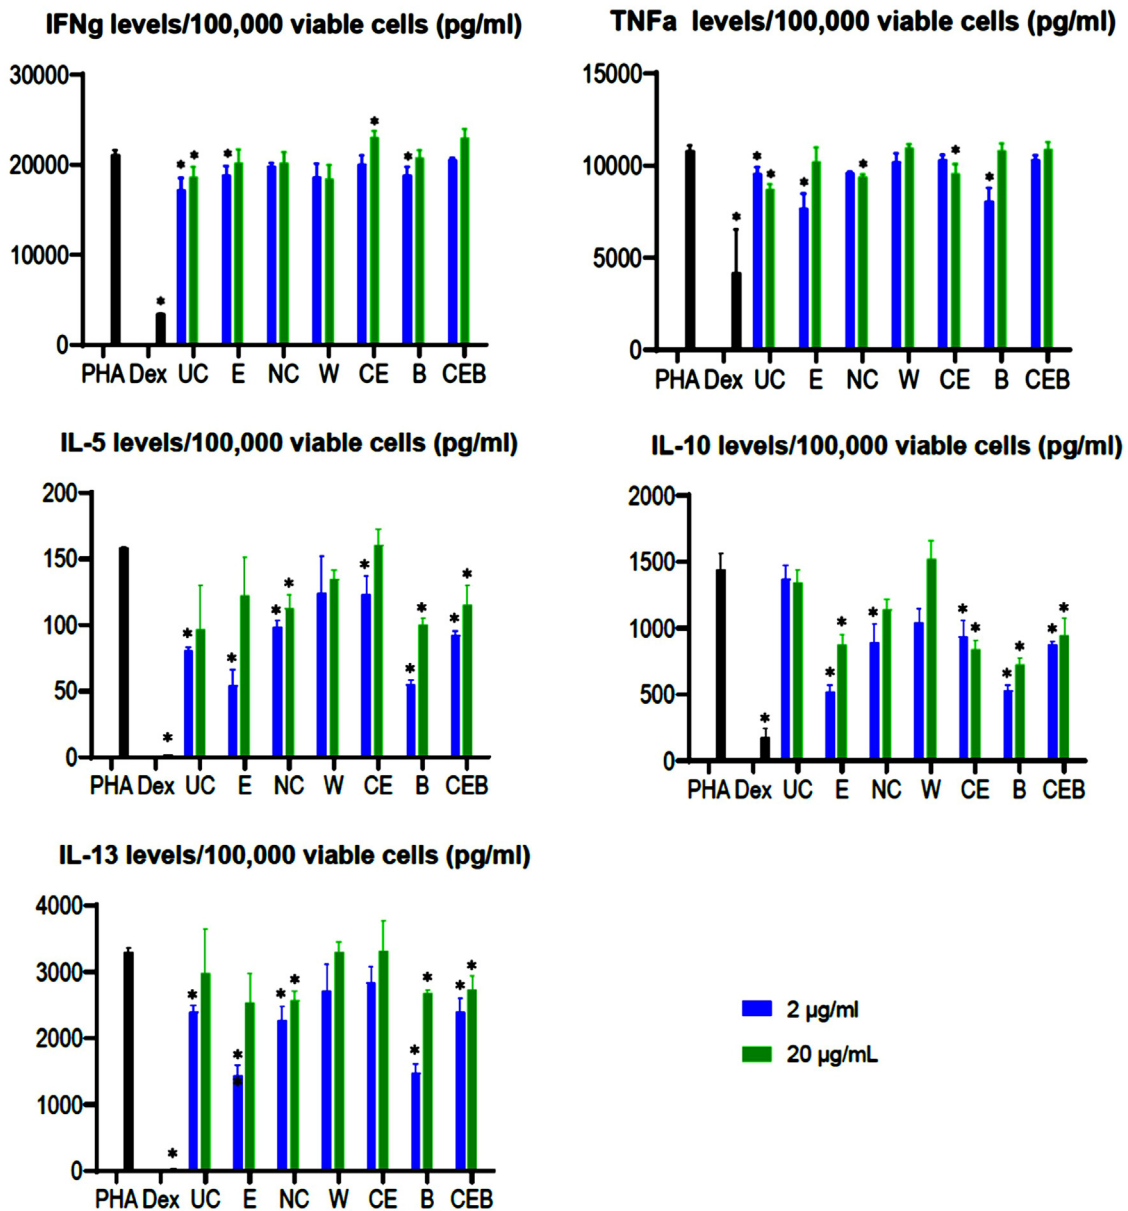 IFNg levels/100,000 viable cells (pg/ml)
30000
20000
10000
0
PHA Dex UC E NC W CE B CEB
* * * * * *
TNFa levels/100,000 viable cells (pg/ml)
15000
10000
5000
0
PHA Dex UC E NC W CE B CEB
* * * * * * *
IL-5 levels/100,000 viable cells (pg/ml)
200
150
100
50
0
PHA Dex UC E NC W CE B CEB
* * * * * * * * * *
IL-10 levels/100,000 viable cells (pg/ml)
2000
1500
1000
500
0
PHA Dex UC E NC W CE B CEB
* * * * * * * * * *
IL-13 levels/100,000 viable cells (pg/ml)
4000
3000
2000
1000
0
PHA Dex UC E NC W CE B CEB
* * * * * * * * * *
2 µg/ml
20 µg/mL